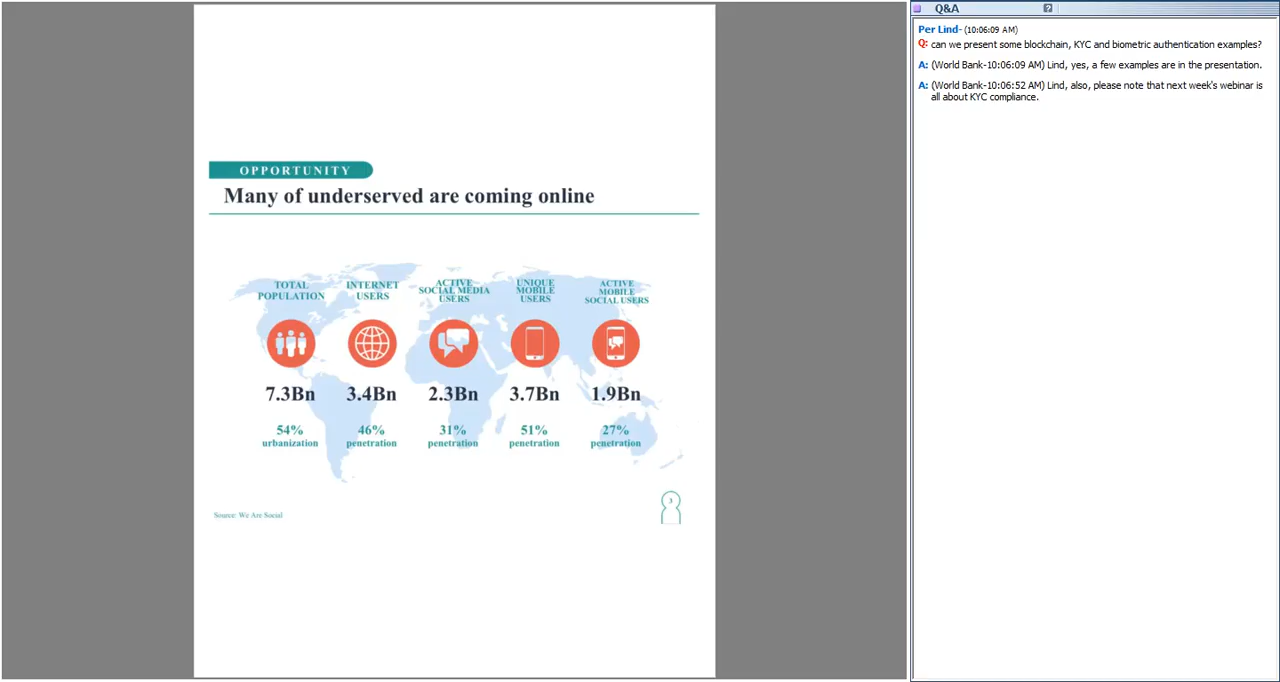 OPPORTUNITY
Many of underserved are coming online
TOTAL
POPULATION
7.3Bn
54%
urbanization
INTERNET
USERS
3.4Bn
46%
penetration
ACTIVE
SOCIAL MEDIA
USERS
2.3Bn
31%
penetration
UNIQUE
MOBILE
USERS
3.7Bn
51%
penetration
ACTIVE
MOBILE
SOCIAL USERS
1.9Bn
27%
penetration
Source: We Are Social
3
Q&A
?
Per Lind- (10:06:09 AM)
Q: can we present some blockchain, KYC and biometric authentication examples?
A: (World Bank-10:06:09 AM) Lind, yes, a few examples are in the presentation.
A: (World Bank-10:06:52 AM) Lind, also, please note that next week's webinar is
all about KYC compliance.